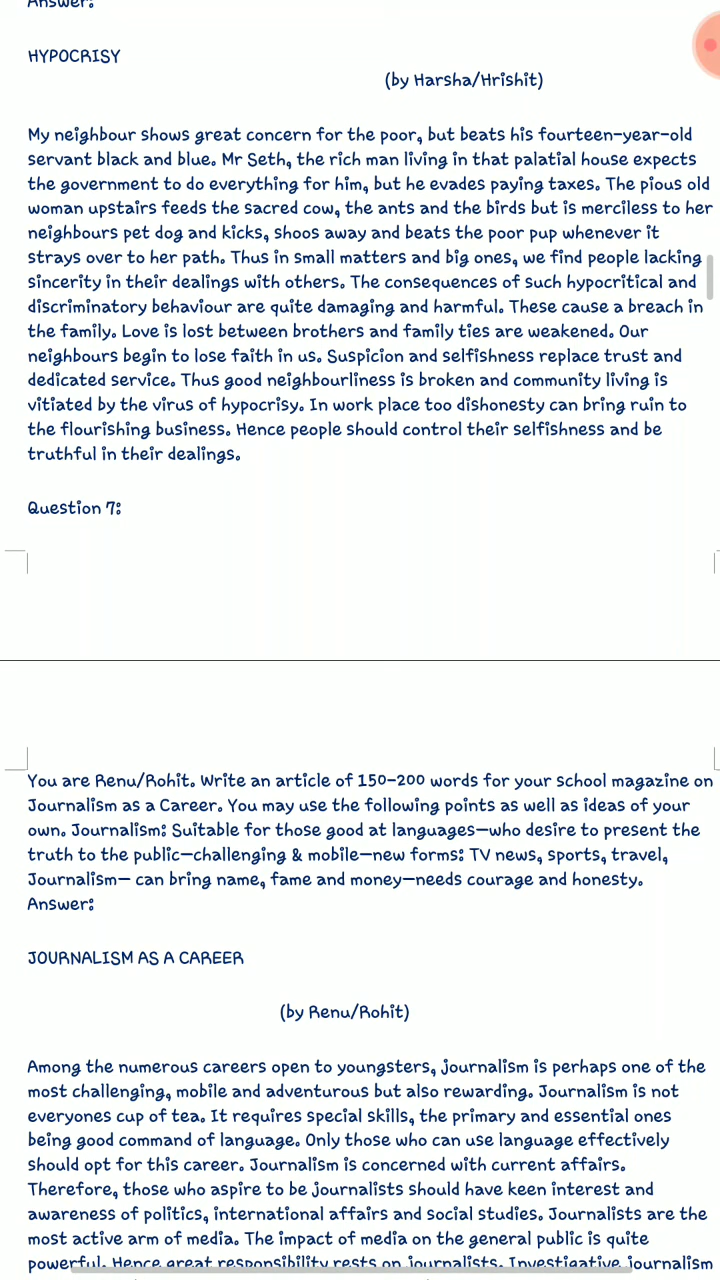 Answer:
HYPOCRISY
(by Harsha/Hrishit)
My neighbour shows great concern for the poor, but beats his fourteen-year-old
servant black and blue. Mr Seth, the rich man living in that palatial house expects
the government to do everything for him, but he evades paying taxes. The pious old
woman upstairs feeds the sacred cow, the ants and the birds but is merciless to her
neighbours pet dog and kicks, shoos away and beats the poor pup whenever it
strays over to her path. Thus in small matters and big ones, we find people lacking
sincerity in their dealings with others. The consequences of such hypocritical and
discriminatory behaviour are quite damaging and harmful. These cause a breach in
the family. Love is lost between brothers and family ties are weakened. Our
neighbours begin to lose faith in us. Suspicion and selfishness replace trust and
dedicated service. Thus good neighbourliness is broken and community living is
vitiated by the virus of hypocrisy. In work place too dishonesty can bring ruin to
the flourishing business. Hence people should control their selfishness and be
truthful in their dealings.
Question 7:
You are Renu/Rohit. Write an article of 150-200 words for your school magazine on
Journalism as a Career. You may use the following points as well as ideas of your
own. Journalism: Suitable for those good at languages—who desire to present the
truth to the public—challenging & mobile—new forms: TV news, sports, travel,
Journalism— can bring name, fame and money—needs courage and honesty.
Answer:
JOURNALISM AS A CAREER
(by Renu/Rohit)
Among the numerous careers open to youngsters, journalism is perhaps one of the
most challenging, mobile and adventurous but also rewarding. Journalism is not
everyones cup of tea. It requires special skills, the primary and essential ones
being good command of language. Only those who can use language effectively
should opt for this career. Journalism is concerned with current affairs.
Therefore, those who aspire to be journalists should have keen interest and
awareness of politics, international affairs and social studies. Journalists are the
most active arm of media. The impact of media on the general public is quite
powerful. Hence great responsibility rests on journalists. Investigative journalism